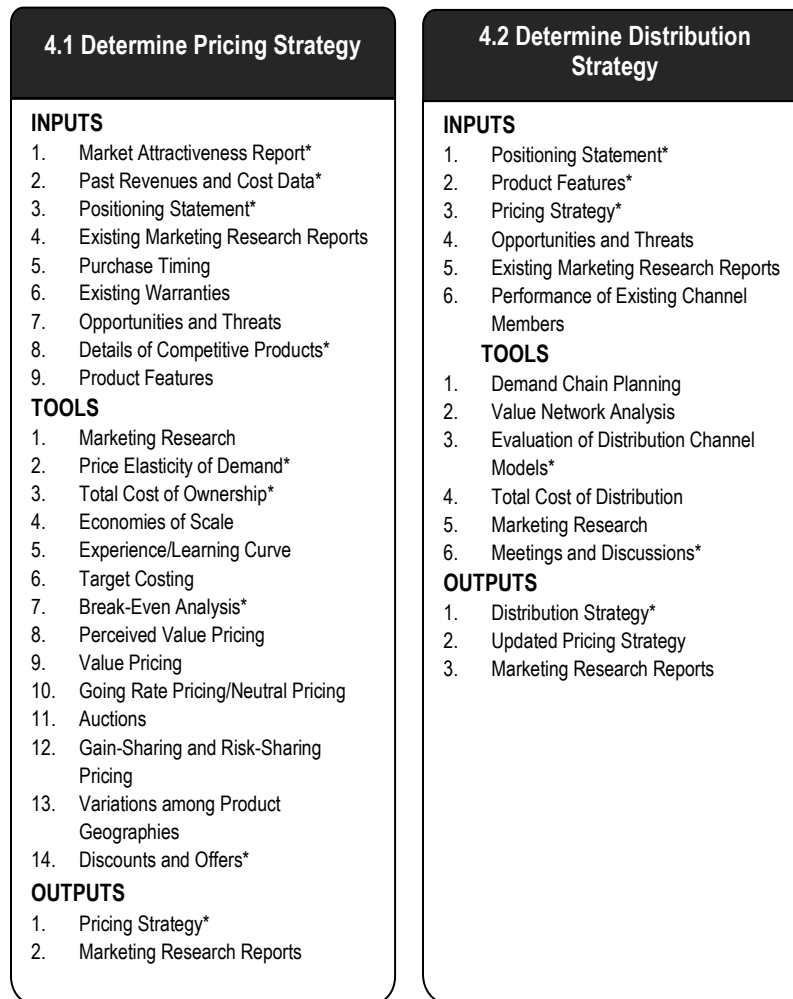 4.1 Determine Pricing Strategy
INPUTS
1. Market Attractiveness Report*
2. Past Revenues and Cost Data*
3. Positioning Statement*
4. Existing Marketing Research Reports
5. Purchase Timing
6. Existing Warranties
7. Opportunities and Threats
8. Details of Competitive Products*
9. Product Features
TOOLS
1. Marketing Research
2. Price Elasticity of Demand*
3. Total Cost of Ownership*
4. Economies of Scale
5. Experience/Learning Curve
6. Target Costing
7. Break-Even Analysis*
8. Perceived Value Pricing
9. Value Pricing
10. Going Rate Pricing/Neutral Pricing
11. Auctions
12. Gain-Sharing and Risk-Sharing
Pricing
13. Variations among Product
Geographies
14. Discounts and Offers*
OUTPUTS
1. Pricing Strategy*
2. Marketing Research Reports
4.2 Determine Distribution
Strategy
INPUTS
1. Positioning Statement*
2. Product Features*
3. Pricing Strategy*
4. Opportunities and Threats
5. Existing Marketing Research Reports
6. Performance of Existing Channel
Members
TOOLS
1. Demand Chain Planning
2. Value Network Analysis
3. Evaluation of Distribution Channel
Models*
4. Total Cost of Distribution
5. Marketing Research
6. Meetings and Discussions*
OUTPUTS
1. Distribution Strategy*
2. Updated Pricing Strategy
3. Marketing Research Reports